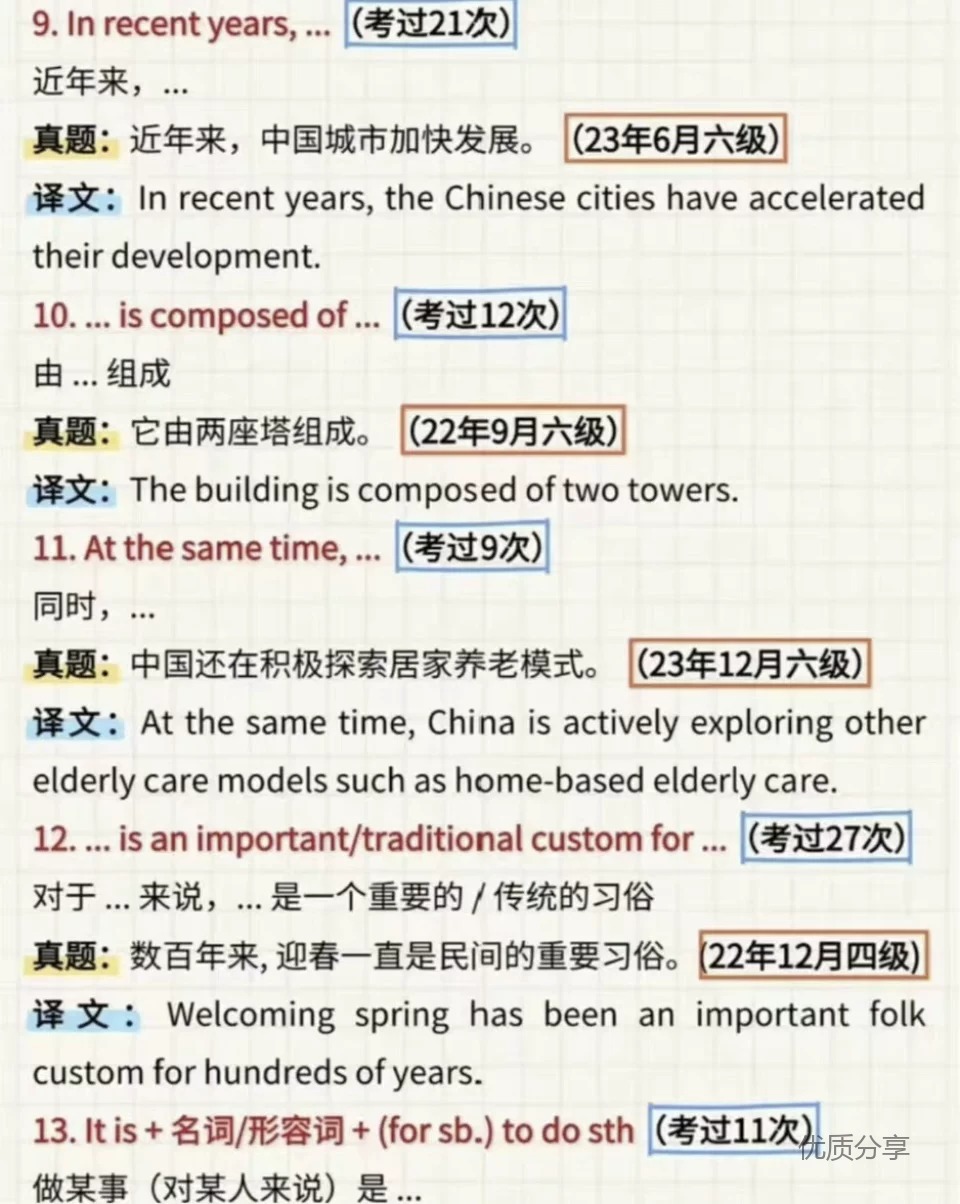 9. In recent years, ... （考过21次）
近年来，...
真题：近年来，中国城市加快发展。（23年6月六级）
译文：In recent years, the Chinese cities have accelerated
their development.
10. ... is composed of ... （考过12次）
由 ... 组成
真题：它由两座塔组成。（22年9月六级）
译文：The building is composed of two towers.
11. At the same time, ... （考过9次）
同时，...
真题：中国还在积极探索居家养老模式。（23年12月六级）
译文：At the same time, China is actively exploring other
elderly care models such as home-based elderly care.
12. ... is an important/traditional custom for ... （考过27次）
对于 ... 来说，... 是一个重要的 / 传统的习俗
真题：数百年来, 迎春一直是民间的重要习俗。(22年12月四级)
译文：Welcoming spring has been an important folk
custom for hundreds of years.
13. It is + 名词/形容词 + (for sb.) to do sth （考过11次）
优质分享
做某事（对某人来说）是 ...